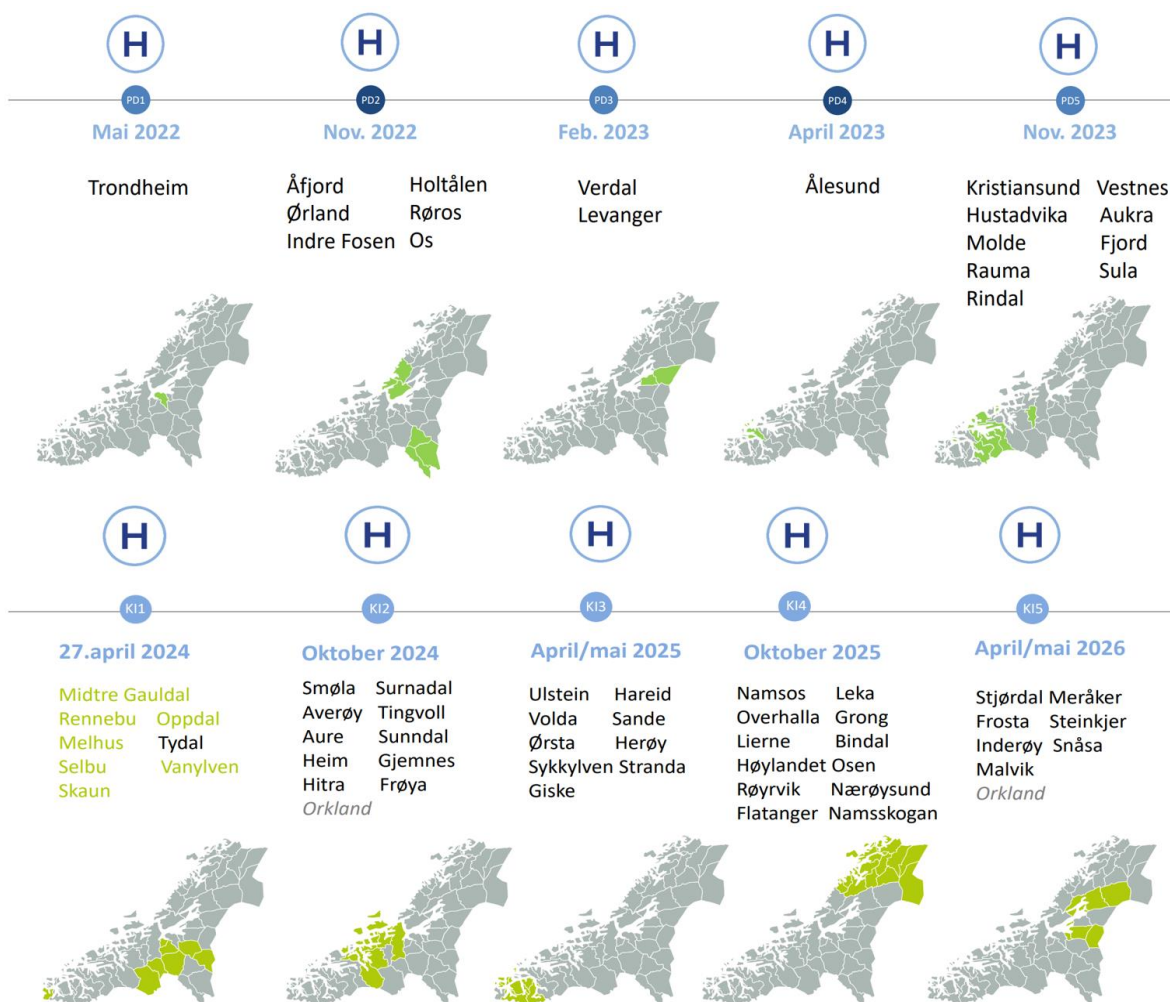 H H H H H
PD1 PD2 PD3 PD4 PD5
Mai 2022
Trondheim
Nov. 2022
Åfjord Holtålen
Ørland Røros
Indre Fosen Os
Feb. 2023
Verdal
Levanger
April 2023
Ålesund
Nov. 2023
Kristiansund Vestnes
Hustadvika Aukra
Molde Fjord
Rauma Sula
Rindal
H H H H H
KI1 KI2 KI3 KI4 KI5
27.april 2024
Midtre Gauldal
Rennebu Oppdal
Melhus Tydal
Selbu Vanylven
Skaun
Oktober 2024
Smøla Surnadal
Averøy Tingvoll
Aure Sunndal
Heim Gjemnes
Hitra Frøya
Orkland
April/mai 2025
Ulstein Hareid
Volda Sande
Ørsta Herøy
Sykkylven Stranda
Giske
Oktober 2025
Namsos Leka
Overhalla Grong
Lierne Bindal
Høylandet Osen
Røyrvik Nærøysund
Flatanger Namsskogan
April/mai 2026
Stjørdal Meråker
Frosta Steinkjer
Inderøy Snåsa
Malvik
Orkland